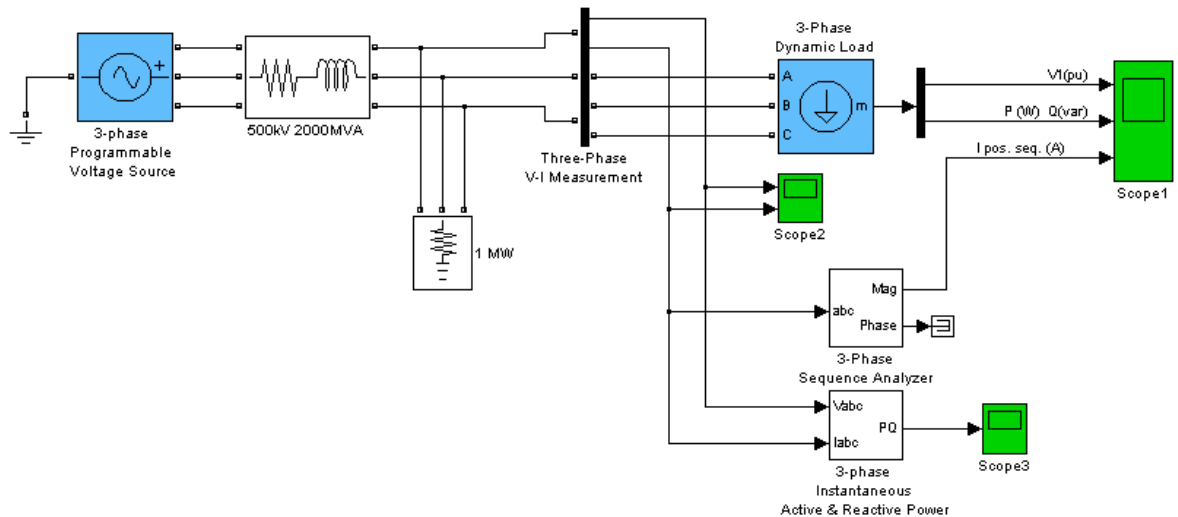 3-phase
Programmable
Voltage Source
+
500kV 2000MVA
1 MW
Three-Phase
V-I Measurement
3-Phase
Dynamic Load
A
B
C
m
V1(pu)
P (W) Q(var)
I pos. seq. (A)
Scope1
Scope2
abc
Mag
Phase
3-Phase
Sequence Analyzer
Vabc
Iabc
PQ
3-phase
Instantaneous
Active & Reactive Power
Scope3